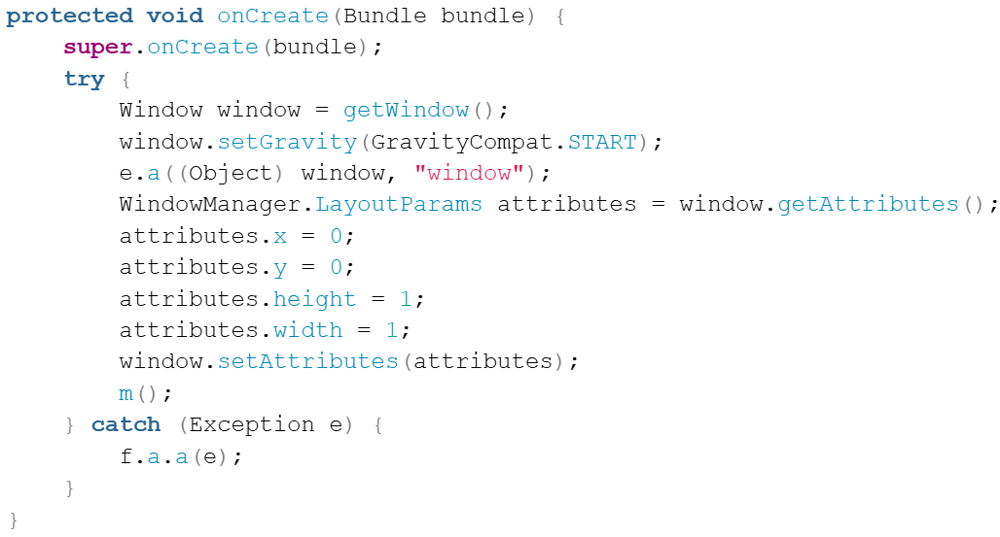 protected void onCreate(Bundle bundle) {
    super.onCreate(bundle);
    try {
        Window window = getWindow();
        window.setGravity(GravityCompat.START);
        e.a((Object) window, "window");
        WindowManager.LayoutParams attributes = window.getAttributes();
        attributes.x = 0;
        attributes.y = 0;
        attributes.height = 1;
        attributes.width = 1;
        window.setAttributes(attributes);
        m();
    } catch (Exception e) {
        f.a.a(e);
    }
}